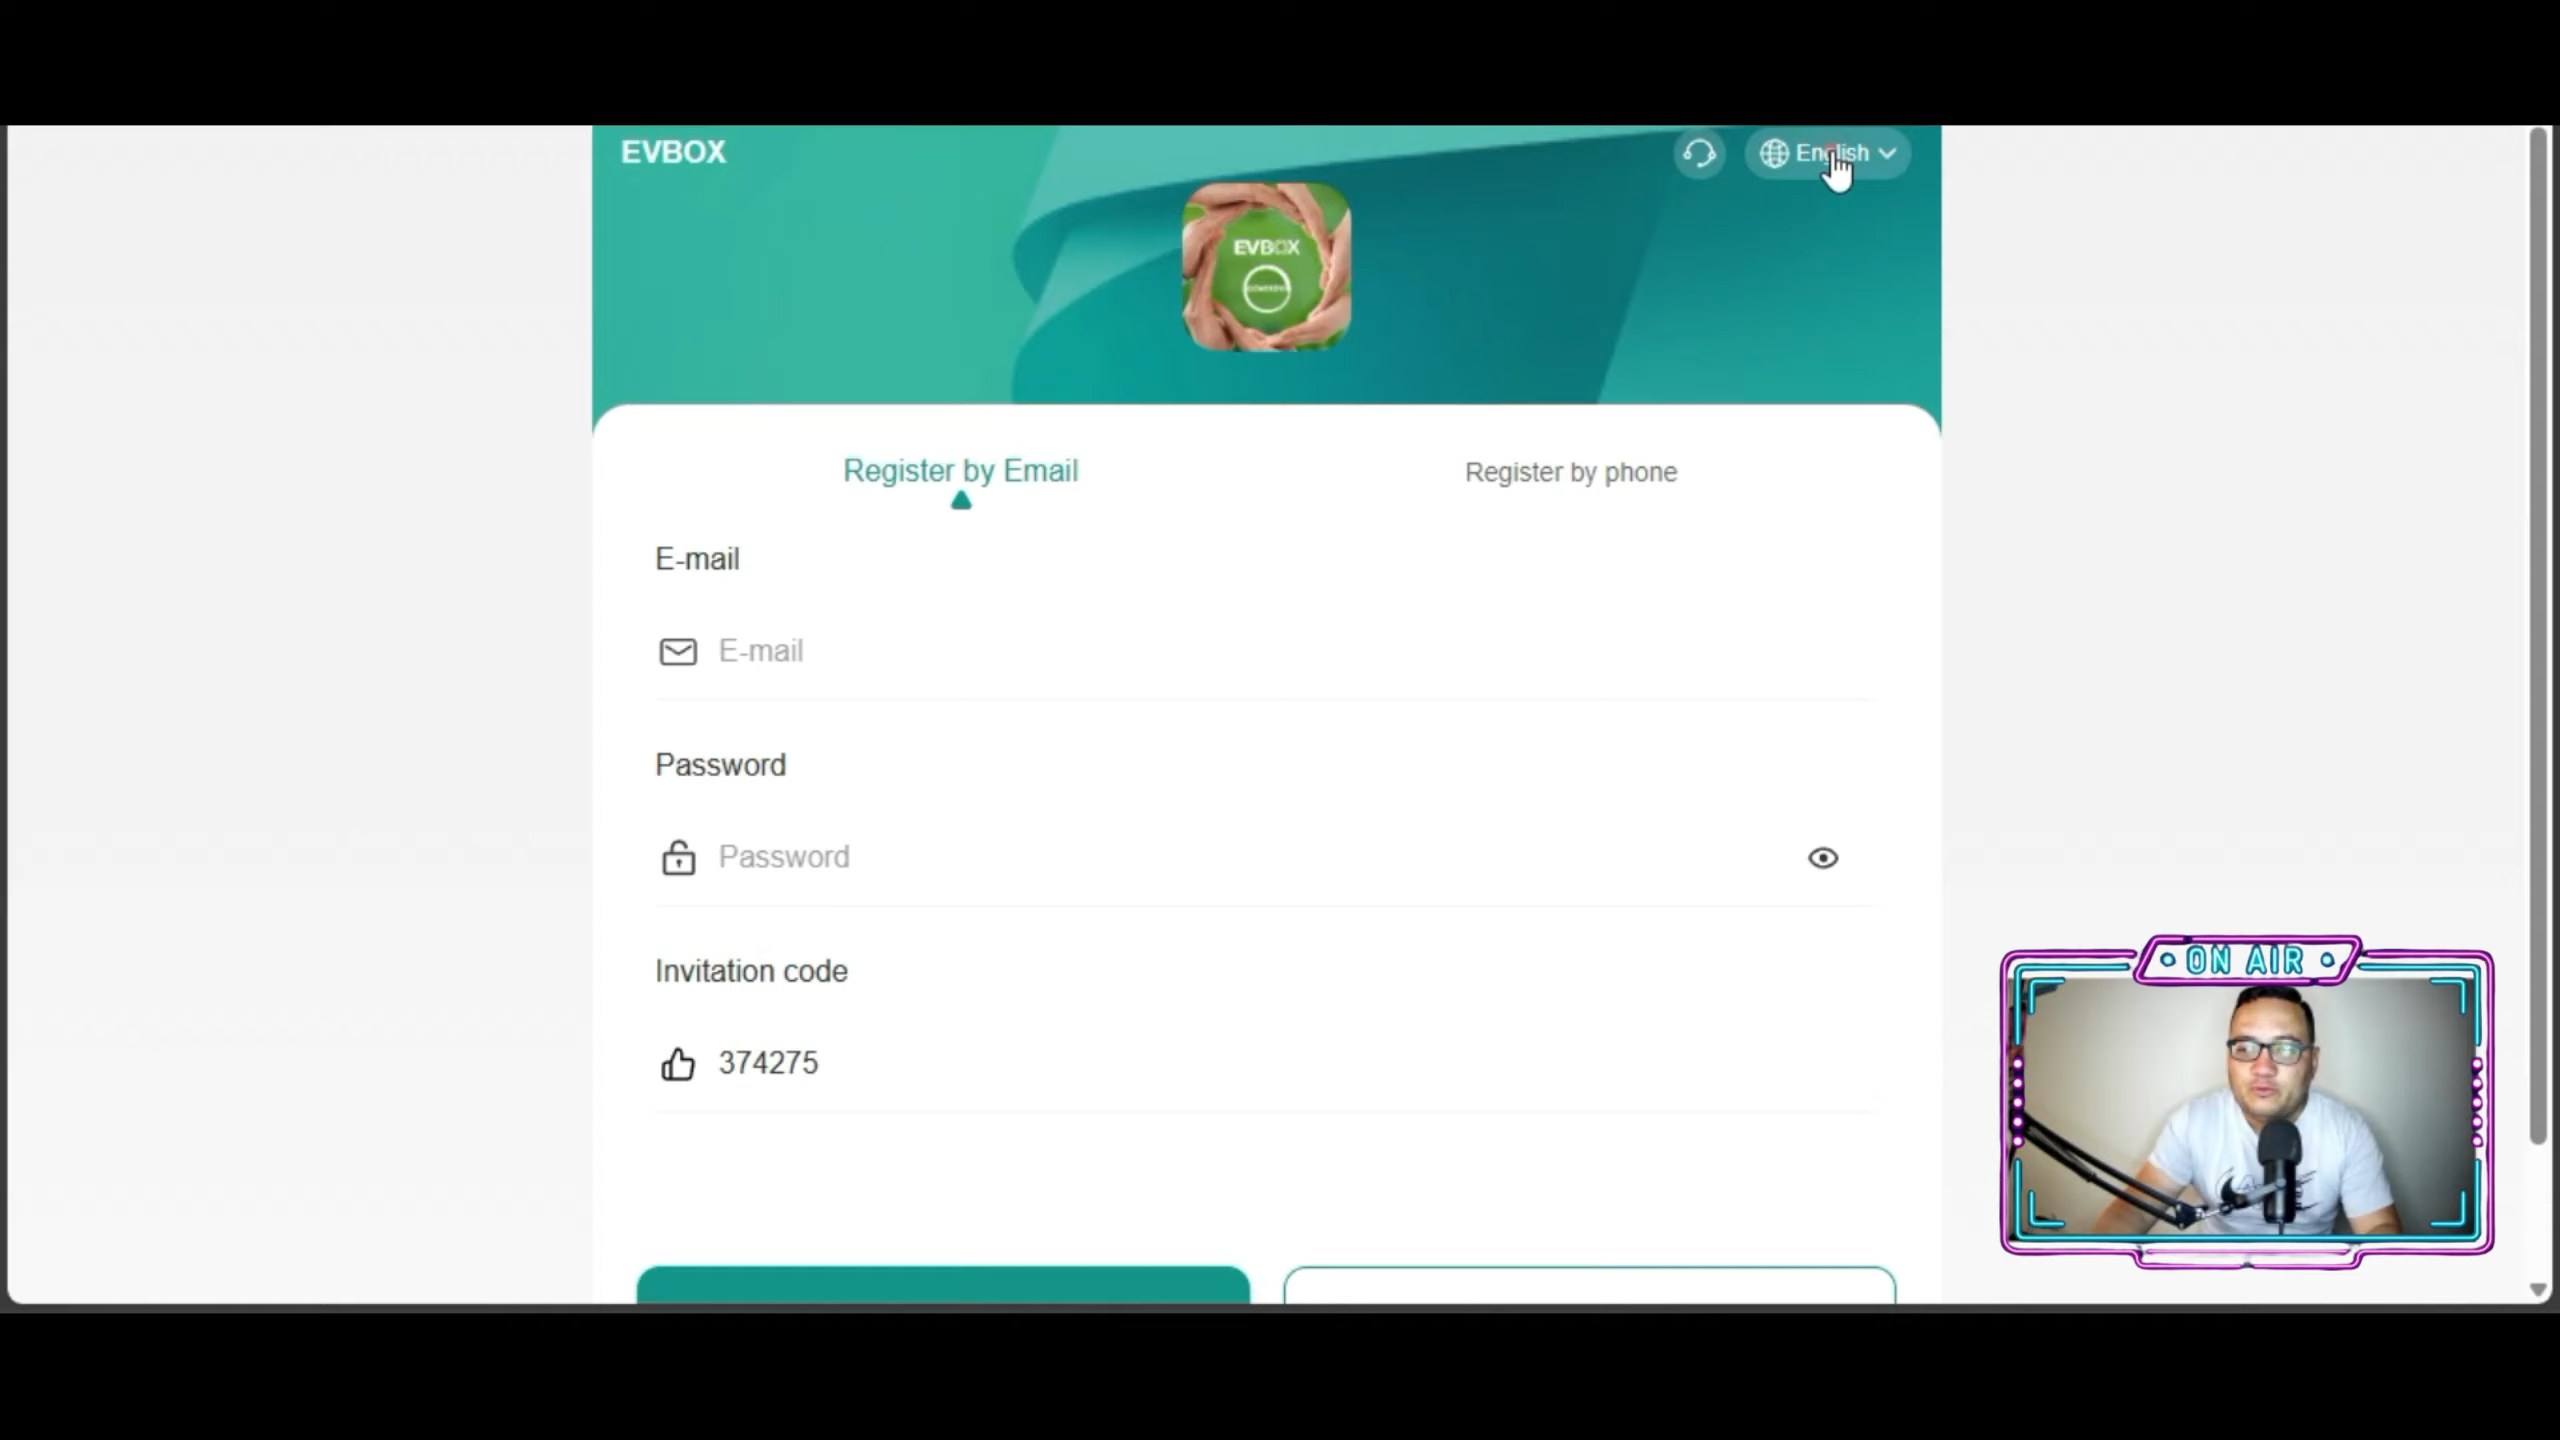 EVBOX
English
EVBOX
Register by Email
Register by phone
E-mail
E-mail
Password
Password
Invitation code
374275
ON AIR